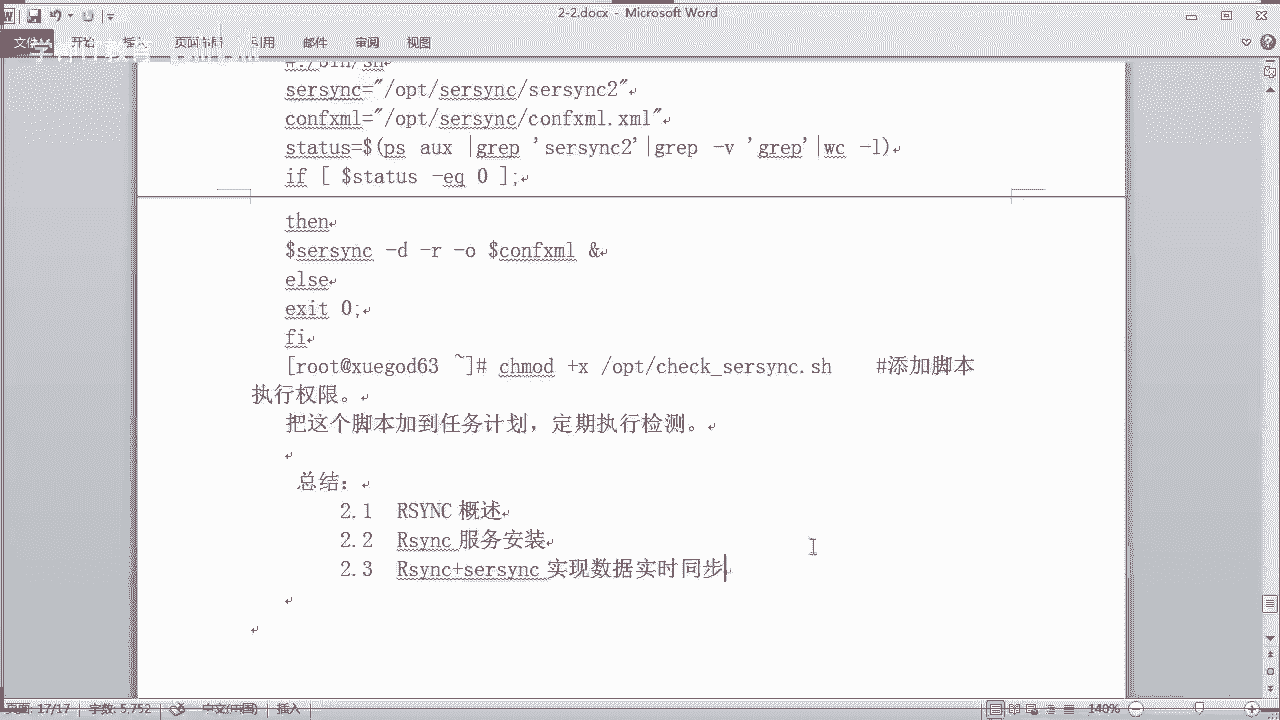 2-2.docx - Microsoft Word
文件 开始 插入 页面布局 引用 邮件 审阅 视图
#!/bin/sh
sersync="/opt/sersync/sersync2"
confxml="/opt/sersync/confxml.xml"
status=$(ps aux |grep 'sersync2'|grep -v 'grep'|wc -l)
if [ $status -eq 0 ];
then
$sersync -d -r -o $confxml &
else
exit 0;
fi
[root@xuegod63 ~]# chmod +x /opt/check_sersync.sh #添加脚本
执行权限。
把这个脚本加到任务计划，定期执行检测。
总结：
2.1 RSYNC 概述
2.2 Rsync 服务安装
2.3 Rsync+sersync 实现数据实时同步
17/17 字数: 5,752 中文(中国) 插入 140%